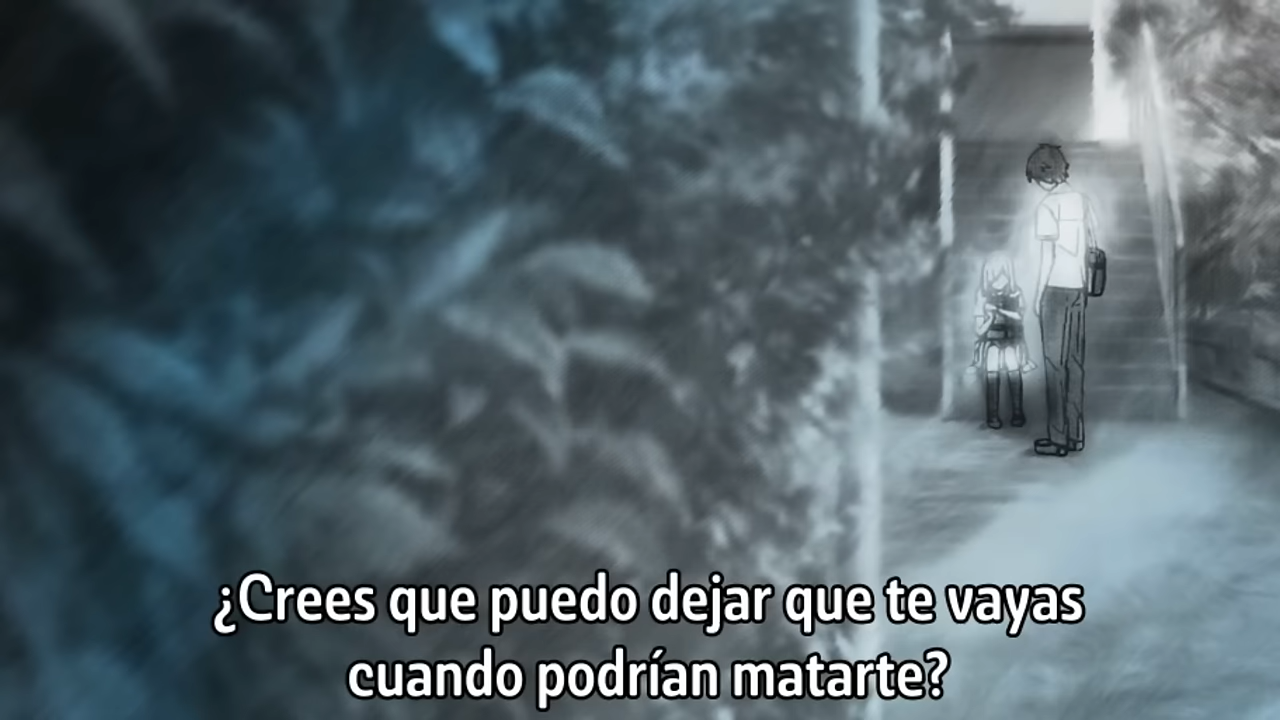 ¿Crees que puedo dejar que te vayas
cuando podrían matarte?